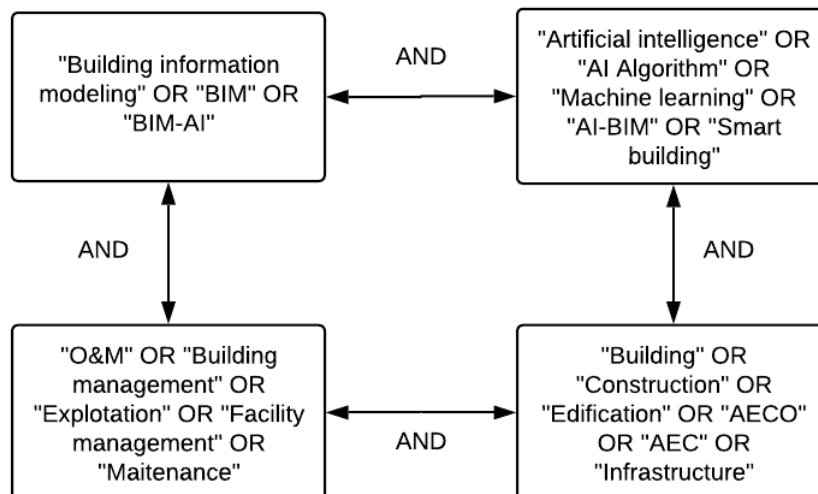 "Building information
modeling" OR "BIM" OR
"BIM-AI"
AND
"Artificial intelligence" OR
"AI Algorithm" OR
"Machine learning" OR
"AI-BIM" OR "Smart
building"
AND
AND
"O&M" OR "Building
management" OR
"Explotation" OR "Facility
management" OR
"Maitenance"
AND
"Building" OR
"Construction" OR
"Edification" OR "AECO"
OR "AEC" OR
"Infrastructure"